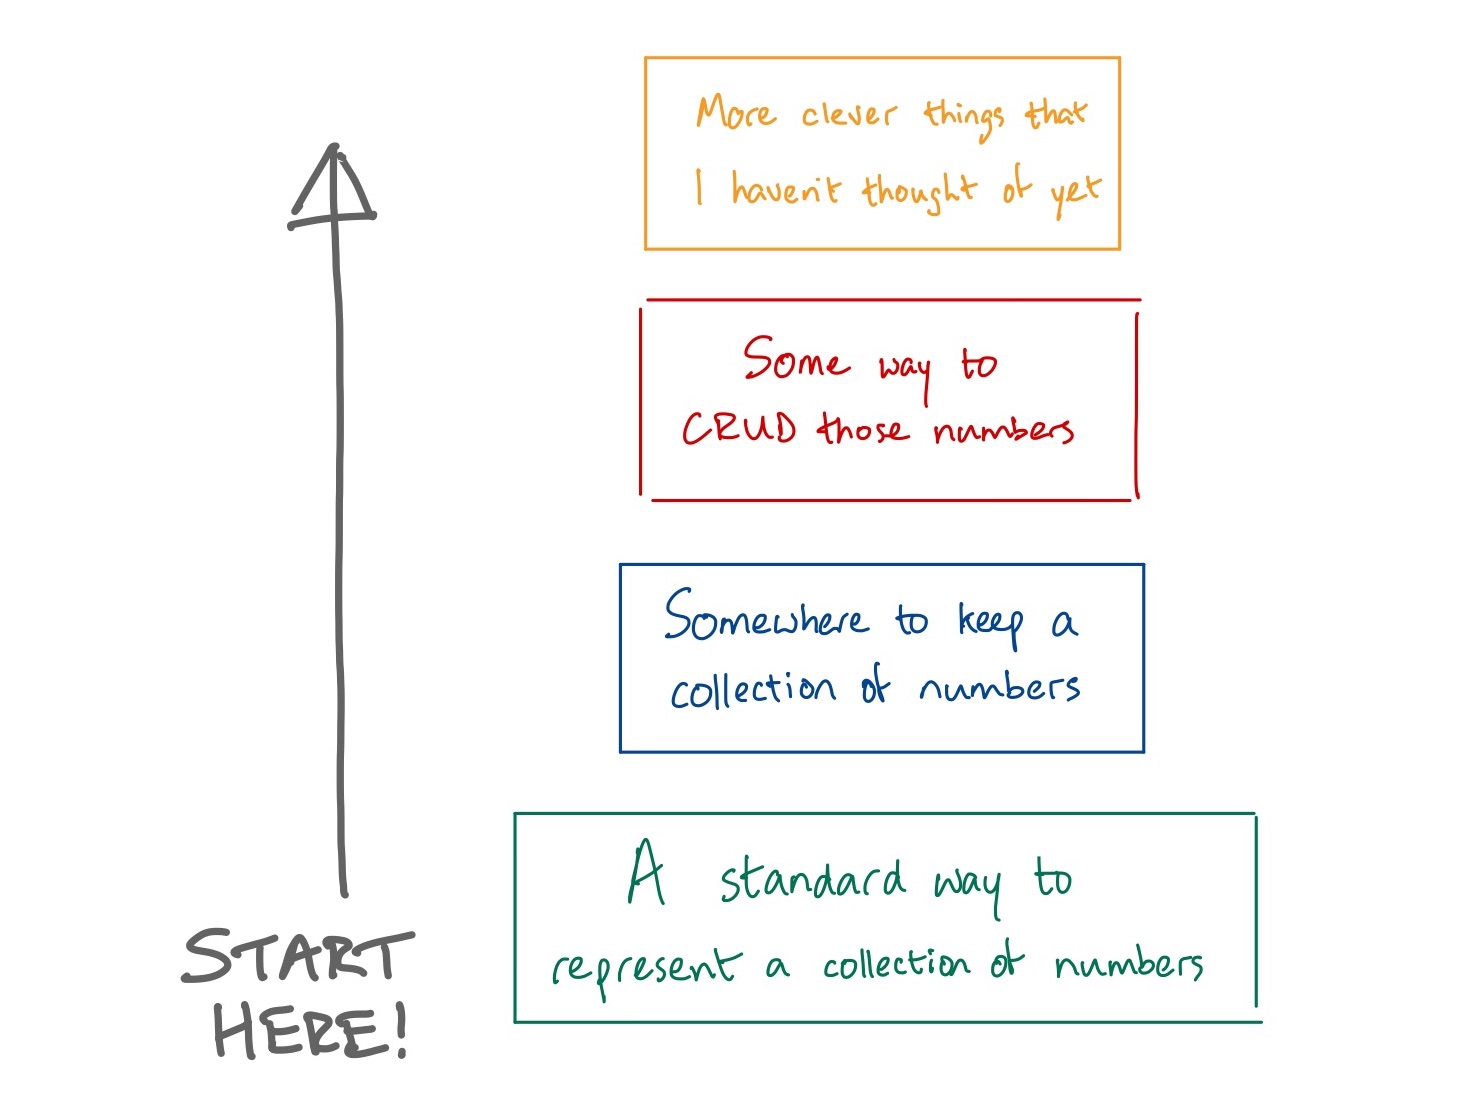 More clever things that
I haven't thought of yet
Some way to
CRUD those numbers
Somewhere to keep a
collection of numbers
A standard way to
represent a collection of numbers
START
HERE!